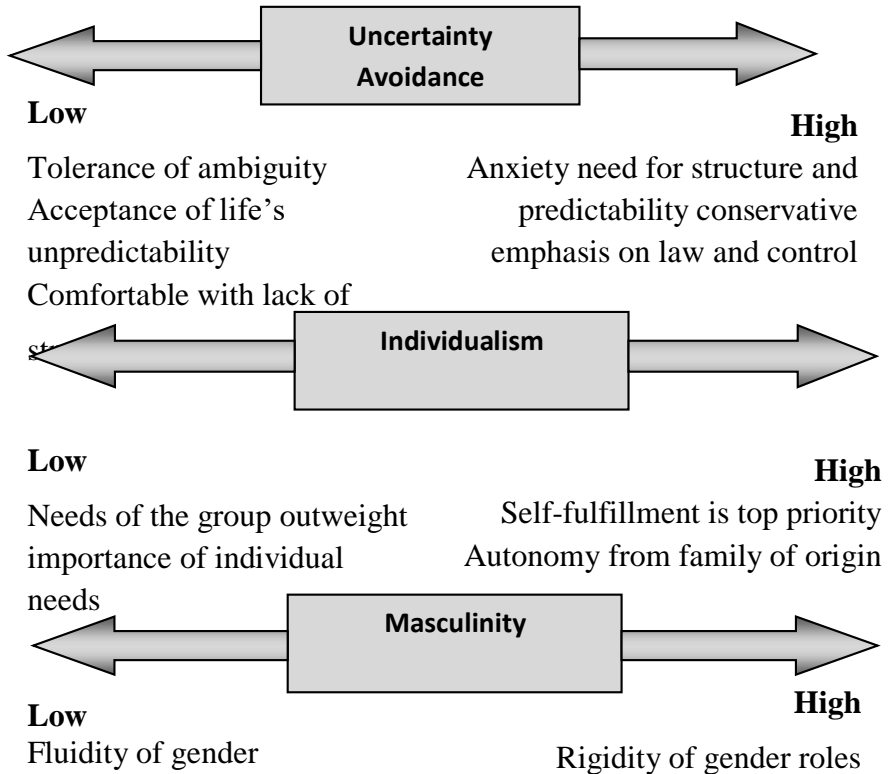 Uncertainty
Avoidance
Low
High
Tolerance of ambiguity
Acceptance of life's
unpredictability
Comfortable with lack of
Anxiety need for structure and
predictability conservative
emphasis on law and control
Individualism
Low
High
Needs of the group outweight
importance of individual
needs
Self-fulfillment is top priority
Autonomy from family of origin
Masculinity
Low
High
Fluidity of gender
Rigidity of gender roles